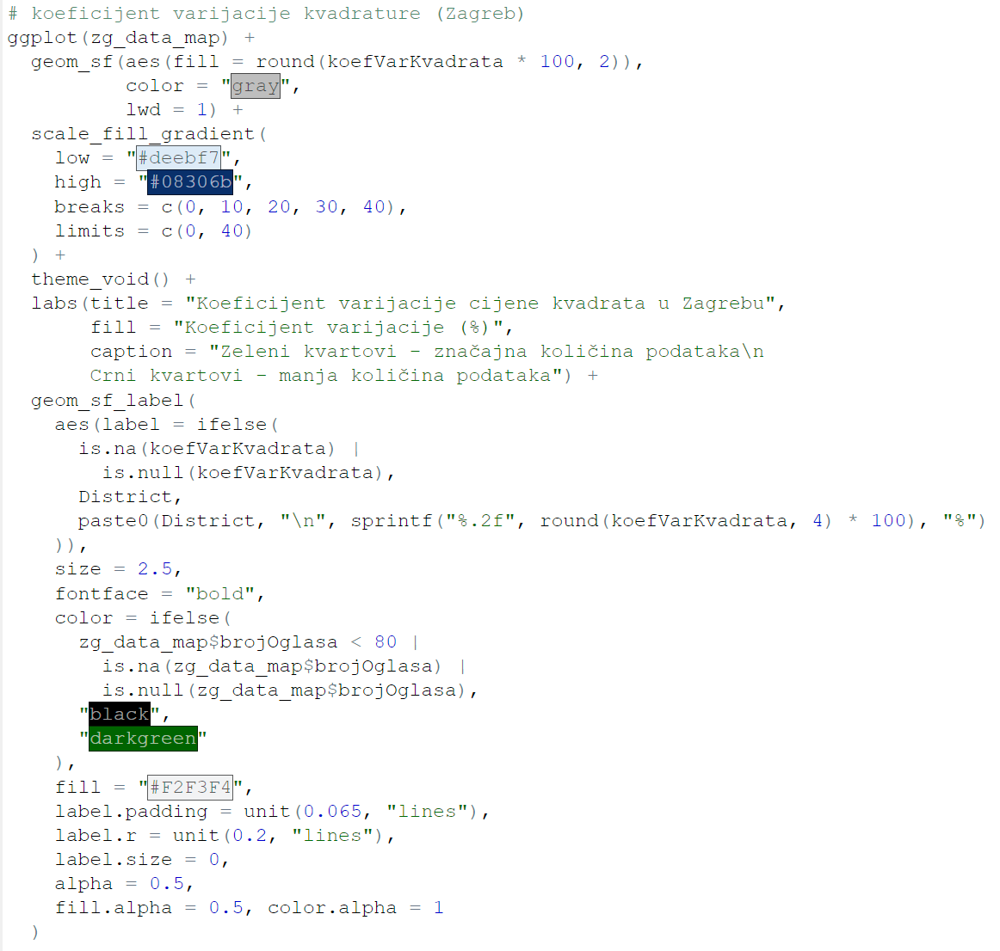 # koeficijent varijacije kvadrature (Zagreb)
ggplot(zg_data_map) +
  geom_sf(aes(fill = round(koefVarKvadrata * 100, 2)),
          color = "gray",
          lwd = 1) +
  scale_fill_gradient(
    low = "#deebf7",
    high = "#08306b",
    breaks = c(0, 10, 20, 30, 40),
    limits = c(0, 40)
  ) +
  theme_void() +
  labs(title = "Koeficijent varijacije cijene kvadrata u Zagrebu",
       fill = "Koeficijent varijacije (%)",
       caption = "Zeleni kvartovi - značajna količina podataka\n
       Crni kvartovi - manja količina podataka") +
  geom_sf_label(
    aes(label = ifelse(
      is.na(koefVarKvadrata) |
        is.null(koefVarKvadrata),
      District,
      paste0(District, "\n", sprintf("%.2f", round(koefVarKvadrata, 4) * 100), "%")
    )),
    size = 2.5,
    fontface = "bold",
    color = ifelse(
      zg_data_map$brojOglasa < 80 |
        is.na(zg_data_map$brojOglasa) |
        is.null(zg_data_map$brojOglasa),
      "black",
      "darkgreen"
    ),
    fill = "#F2F3F4",
    label.padding = unit(0.065, "lines"),
    label.r = unit(0.2, "lines"),
    label.size = 0,
    alpha = 0.5,
    fill.alpha = 0.5, color.alpha = 1
  )